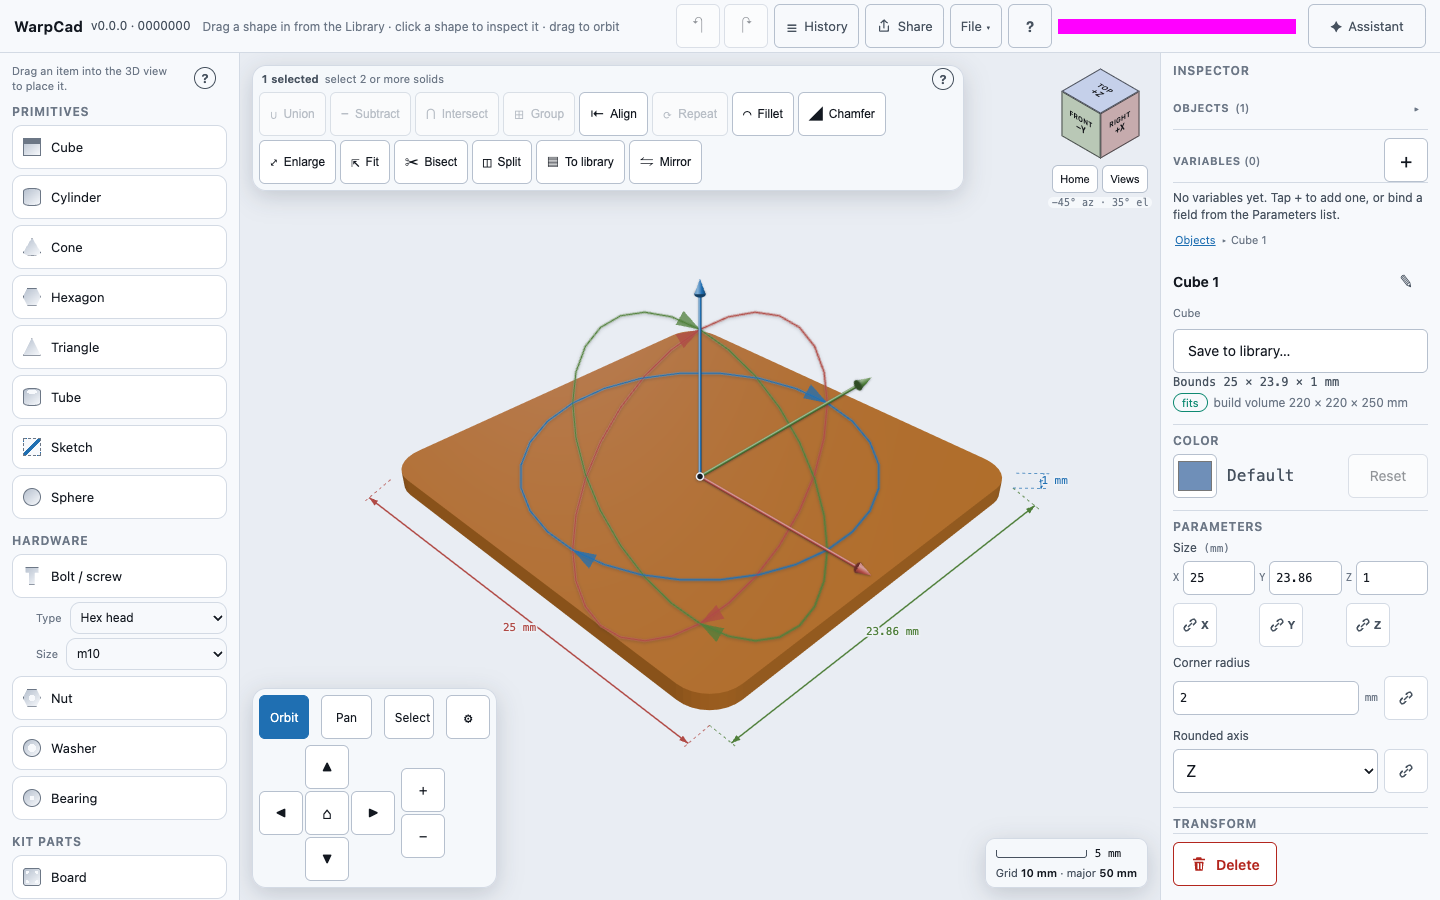 WarpCad v0.0.0 · 0000000 Drag a shape in from the Library · click a shape to inspect it · drag to orbit
History
Share
File
?
Assistant
Drag an item into the 3D view
to place it.
?
PRIMITIVES
Cube
Cylinder
Cone
Hexagon
Triangle
Tube
Sketch
Sphere
HARDWARE
Bolt / screw
Type Hex head
Size m10
Nut
Washer
Bearing
KIT PARTS
Board
1 selected select 2 or more solids
?
Union
Subtract
Intersect
Group
Align
Repeat
Fillet
Chamfer
Enlarge
Fit
Bisect
Split
To library
Mirror
TOP
+Z
FRONT
−Y
RIGHT
+X
Home
Views
−45° az · 35° el
1 mm
25 mm
23.86 mm
Orbit
Pan
Select
+
−
5 mm
Grid 10 mm · major 50 mm
INSPECTOR
OBJECTS (1)
VARIABLES (0)
+
No variables yet. Tap + to add one, or bind a
field from the Parameters list.
Objects ▸ Cube 1
Cube 1
Cube
Save to library...
Bounds 25 × 23.9 × 1 mm
fits build volume 220 × 220 × 250 mm
COLOR
Default
Reset
PARAMETERS
Size (mm)
X 25 Y 23.86 Z 1
X
Y
Z
Corner radius
2 mm
Rounded axis
Z
TRANSFORM
Delete